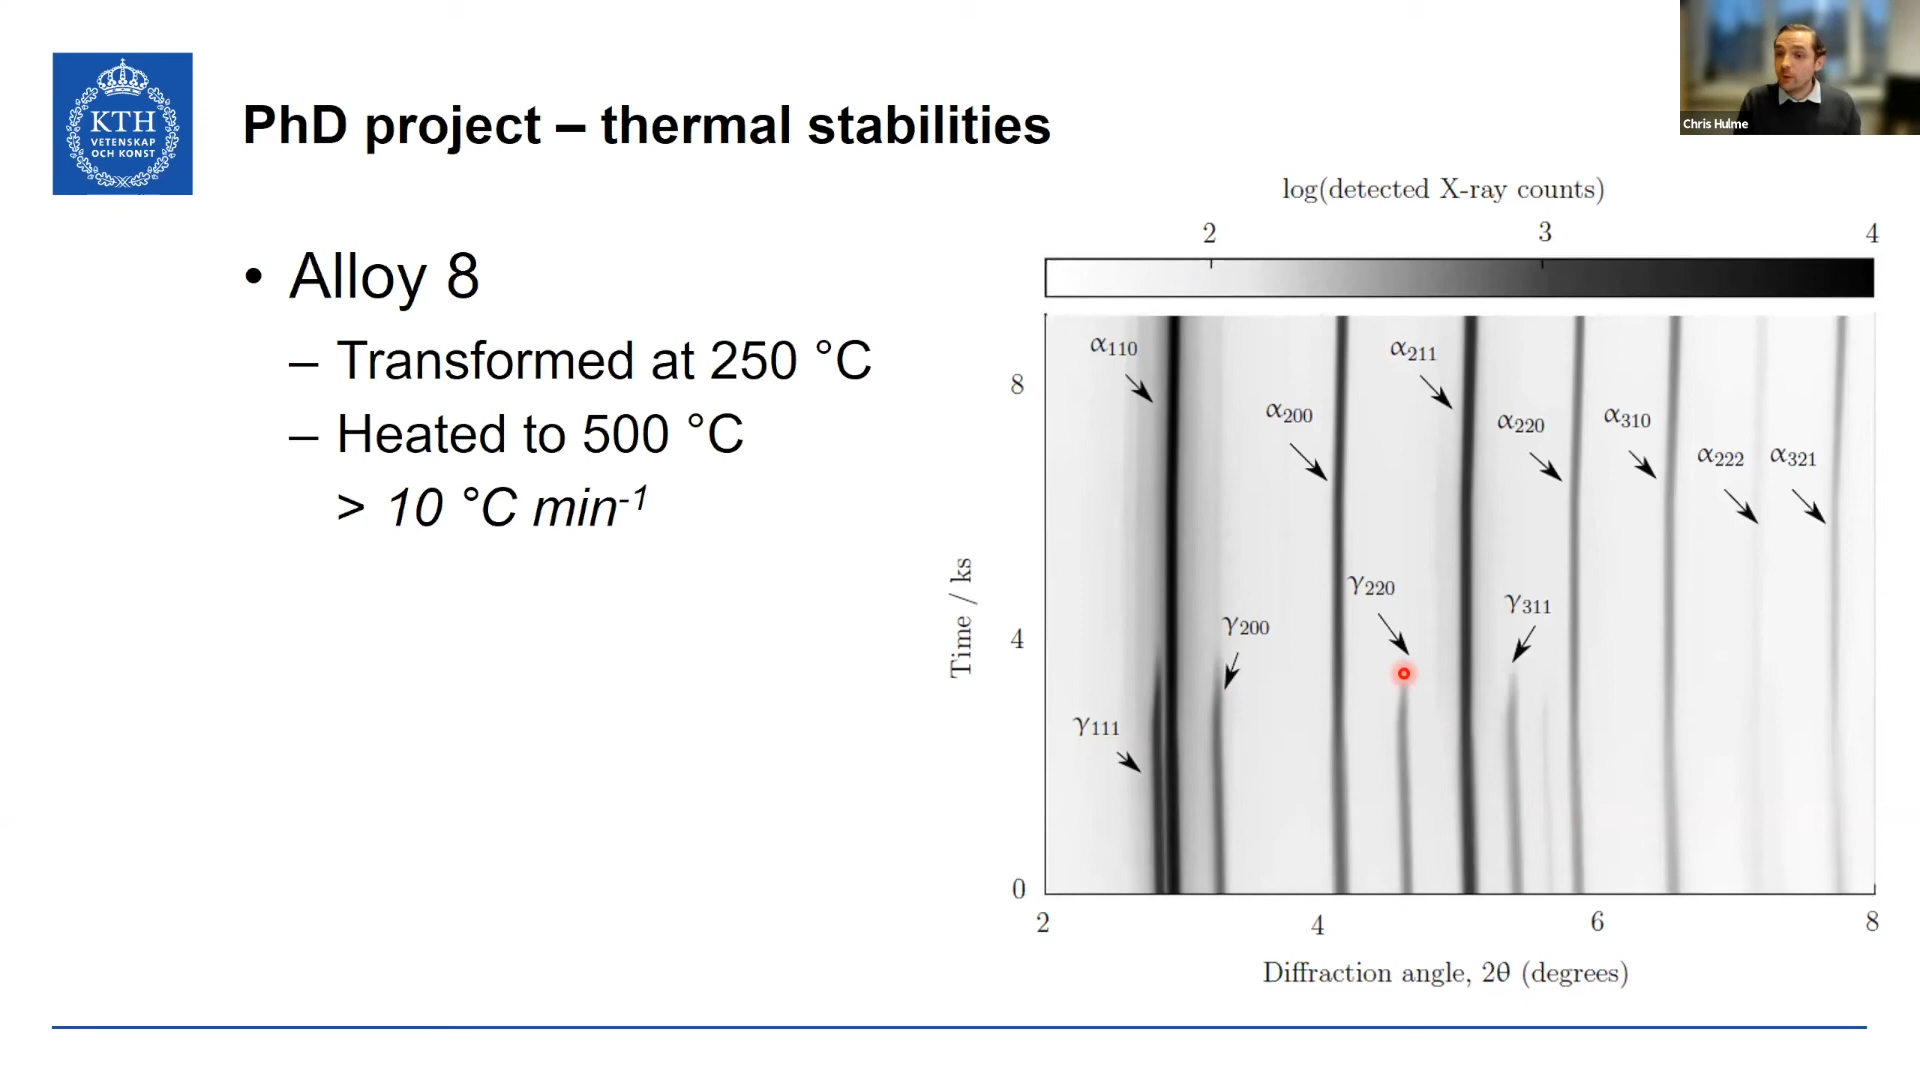 Chris Hulme
KTH
VETENSKAP
OCH KONST
PhD project – thermal stabilities
• Alloy 8
– Transformed at 250 °C
– Heated to 500 °C
> 10 °C min⁻¹
log(detected X-ray counts)
2 3 4
α₁₁₀
α₂₁₁
α₂₀₀
α₂₂₀
α₃₁₀
α₂₂₂
α₃₂₁
γ₂₂₀
γ₃₁₁
γ₂₀₀
γ₁₁₁
Time / ks
8
4
0
2 4 6 8
Diffraction angle, 2θ (degrees)